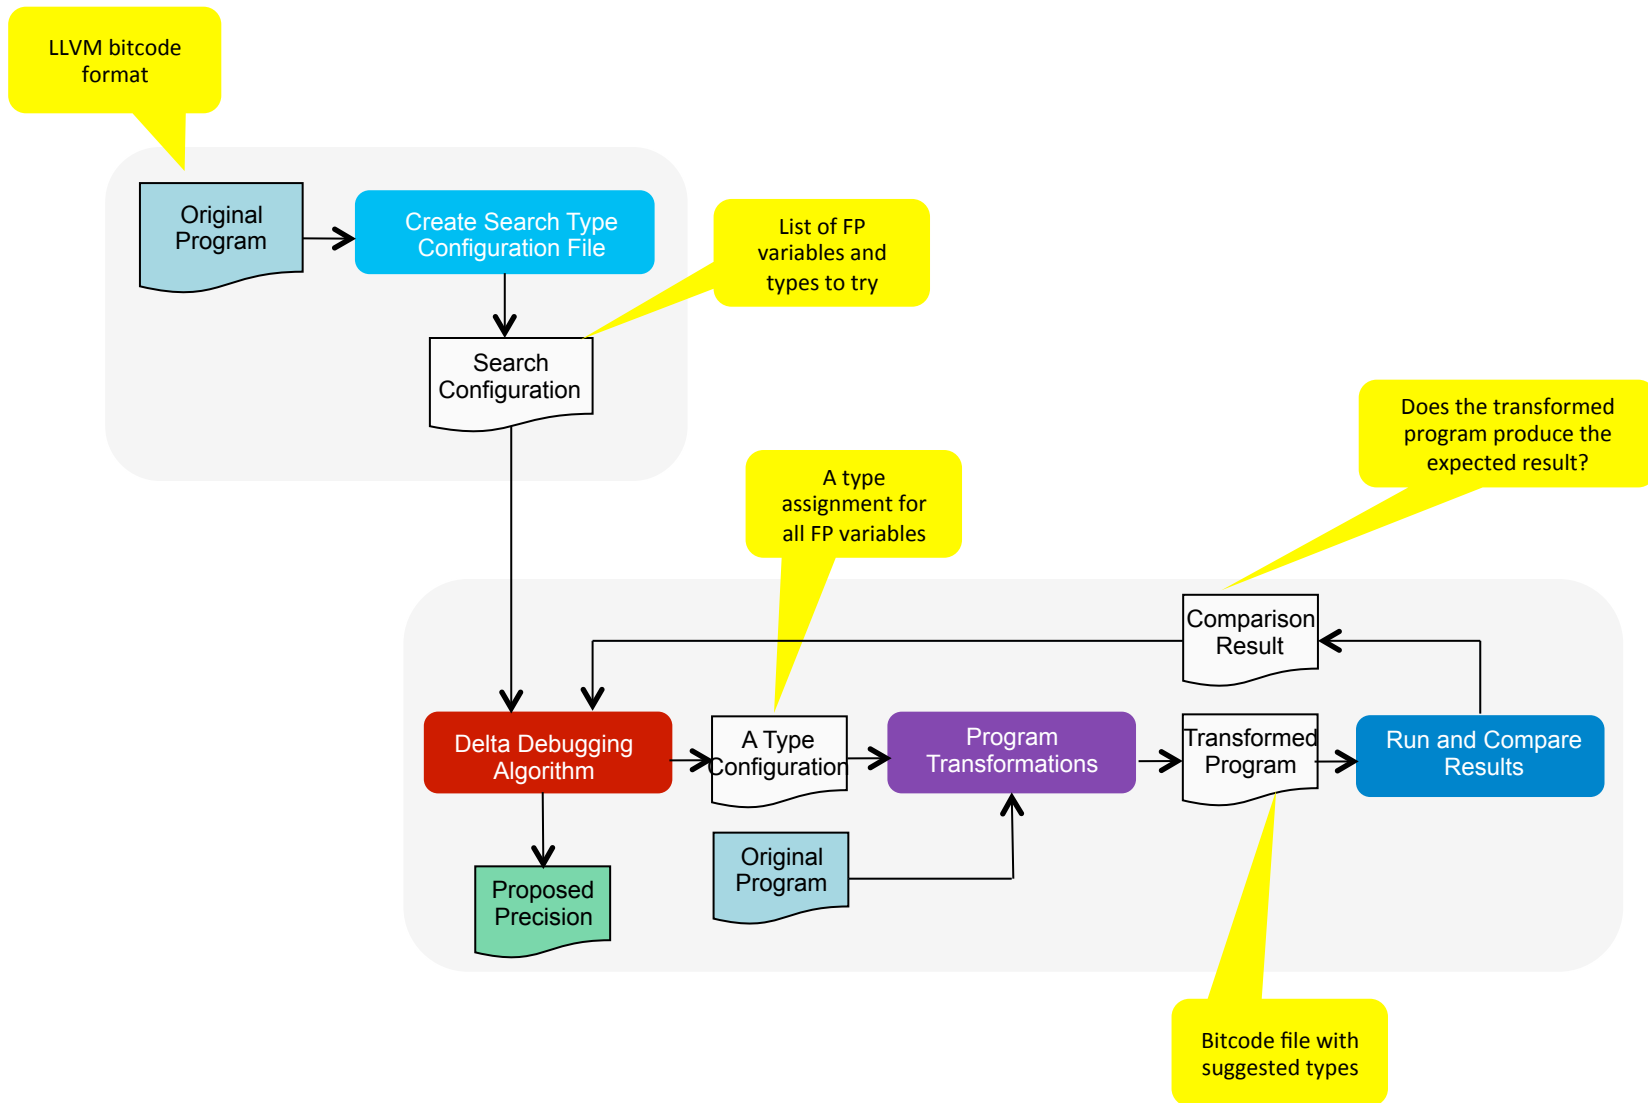 LLVM bitcode
format
Original
Program
Create Search Type
Configuration File
List of FP
variables and
types to try
Search
Configuration
Does the transformed
program produce the
expected result?
A type
assignment for
all FP variables
Comparison
Result
Delta Debugging
Algorithm
A Type
Configuration
Program
Transformations
Transformed
Program
Run and Compare
Results
Original
Program
Proposed
Precision
Bitcode file with
suggested types